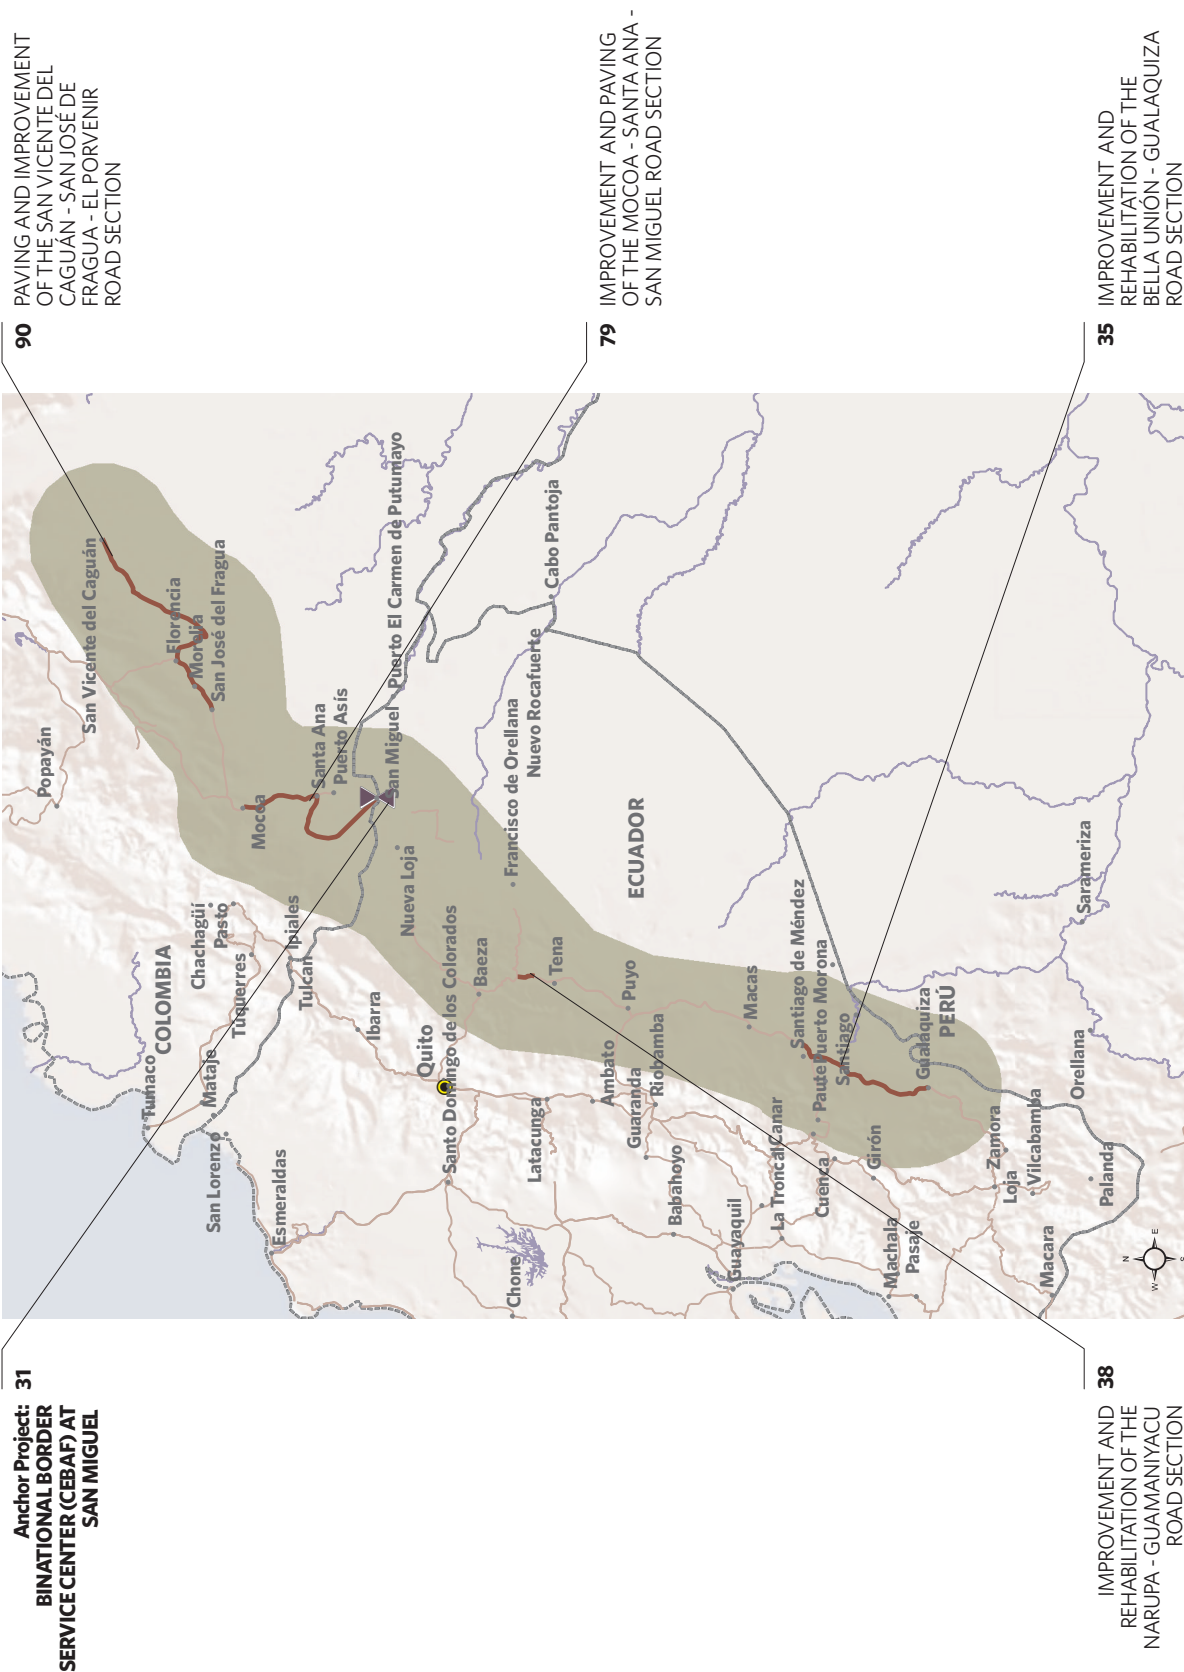 Anchor Project: 31
BINATIONAL BORDER
SERVICE CENTER (CEBAF) AT
SAN MIGUEL
90 PAVING AND IMPROVEMENT
OF THE SAN VICENTE DEL
CAGUÁN - SAN JOSÉ DE
FRAGUA - EL PORVENIR
ROAD SECTION
79 IMPROVEMENT AND PAVING
OF THE MOCOA - SANTA ANA -
SAN MIGUEL ROAD SECTION
35 IMPROVEMENT AND
REHABILITATION OF THE
BELLA UNIÓN - GUALAQUIZA
ROAD SECTION
38
IMPROVEMENT AND
REHABILITATION OF THE
NARUPA - GUAMANIYACU
ROAD SECTION
Popayán
San Vicente del Caguán
Florencia
Morelia
San José del Fragua
Tumaco
COLOMBIA
Chachagüí
Pasto
Mocoa
Santa Ana
Puerto Asís
San Lorenzo
Mataje
Tuquerres
Ipiales
Tulcan
Esmeraldas
Ibarra
San Miguel
Puerto El Carmen de Putumayo
Nueva Loja
Quito
Santo Domingo de los Colorados
Baeza
Chone
Latacunga
Tena
Francisco de Orellana
Nuevo Rocafuerte
Cabo Pantoja
Ambato
Guaranda
Riobamba
Puyo
ECUADOR
Babahoyo
Guayaquil
Macas
La Troncal
Canar
Santiago de Méndez
Cuenca
Paute
Puerto Morona
Santiago
Girón
Machala
Pasaje
Gualaquiza
PERÚ
Zamora
Loja
Vilcabamba
Macara
Palanda
Orellana
Sarameriza
N
W
E
S